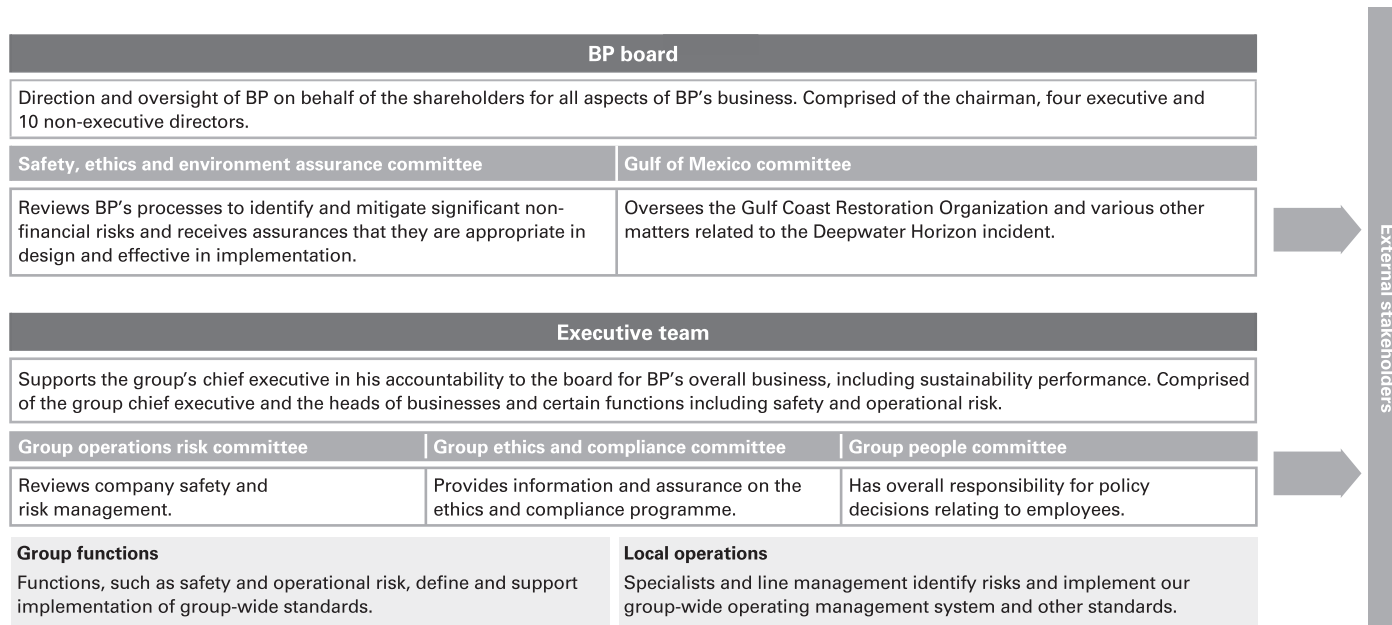 BP board
Direction and oversight of BP on behalf of the shareholders for all aspects of BP’s business. Comprised of the chairman, four executive and
10 non-executive directors.
Safety, ethics and environment assurance committee
Reviews BP’s processes to identify and mitigate significant non-
financial risks and receives assurances that they are appropriate in
design and effective in implementation.
Gulf of Mexico committee
Oversees the Gulf Coast Restoration Organization and various other
matters related to the Deepwater Horizon incident.
Executive team
Supports the group’s chief executive in his accountability to the board for BP’s overall business, including sustainability performance. Comprised
of the group chief executive and the heads of businesses and certain functions including safety and operational risk.
Group operations risk committee
Reviews company safety and
risk management.
Group ethics and compliance committee
Provides information and assurance on the
ethics and compliance programme.
Group people committee
Has overall responsibility for policy
decisions relating to employees.
Group functions
Functions, such as safety and operational risk, define and support
implementation of group-wide standards.
Local operations
Specialists and line management identify risks and implement our
group-wide operating management system and other standards.
External stakeholders